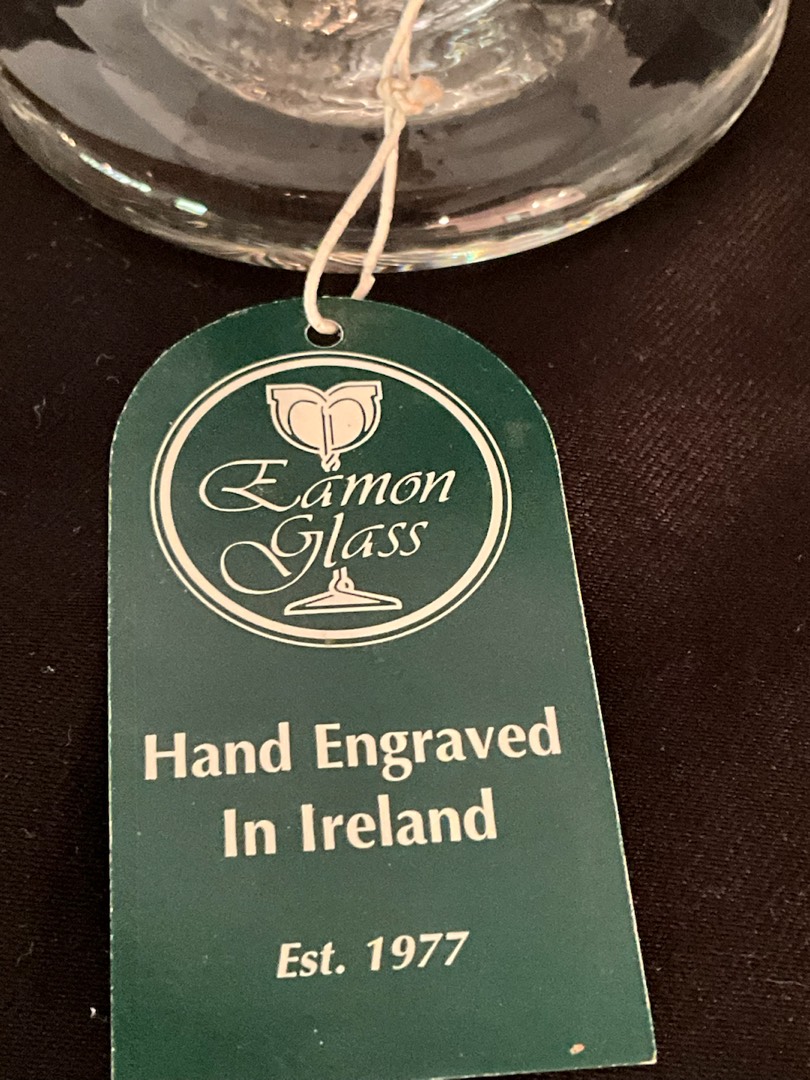 Eamon
Glass
Hand Engraved
In Ireland
Est. 1977